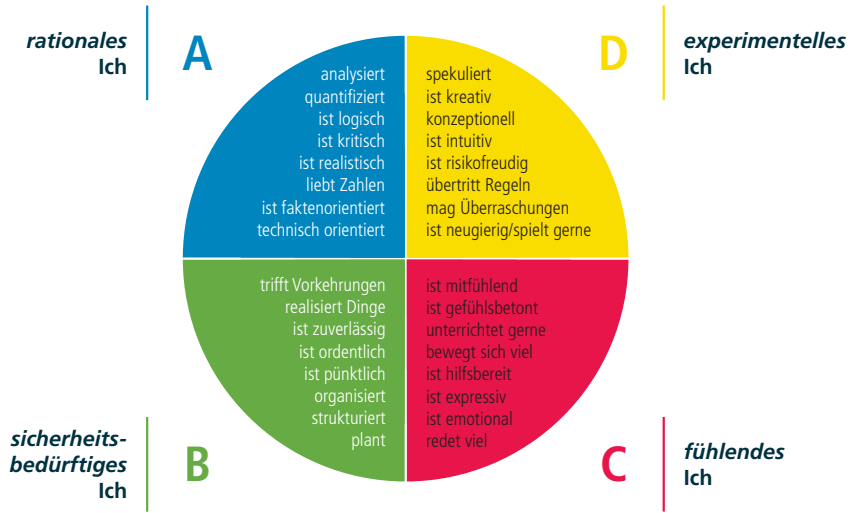 rationales
Ich
A
analysiert
quantifiziert
ist logisch
ist kritisch
ist realistisch
liebt Zahlen
ist faktenorientiert
technisch orientiert
D
experimentelles
Ich
spekuliert
ist kreativ
konzeptionell
ist intuitiv
ist risikofreudig
übertritt Regeln
mag Überraschungen
ist neugierig/spielt gerne
sicherheits-
bedürftiges
Ich
B
trifft Vorkehrungen
realisiert Dinge
ist zuverlässig
ist ordentlich
ist pünktlich
organisiert
strukturiert
plant
ist mitfühlend
ist gefühlsbetont
unterrichtet gerne
bewegt sich viel
ist hilfsbereit
ist expressiv
ist emotional
redet viel
C
fühlendes
Ich